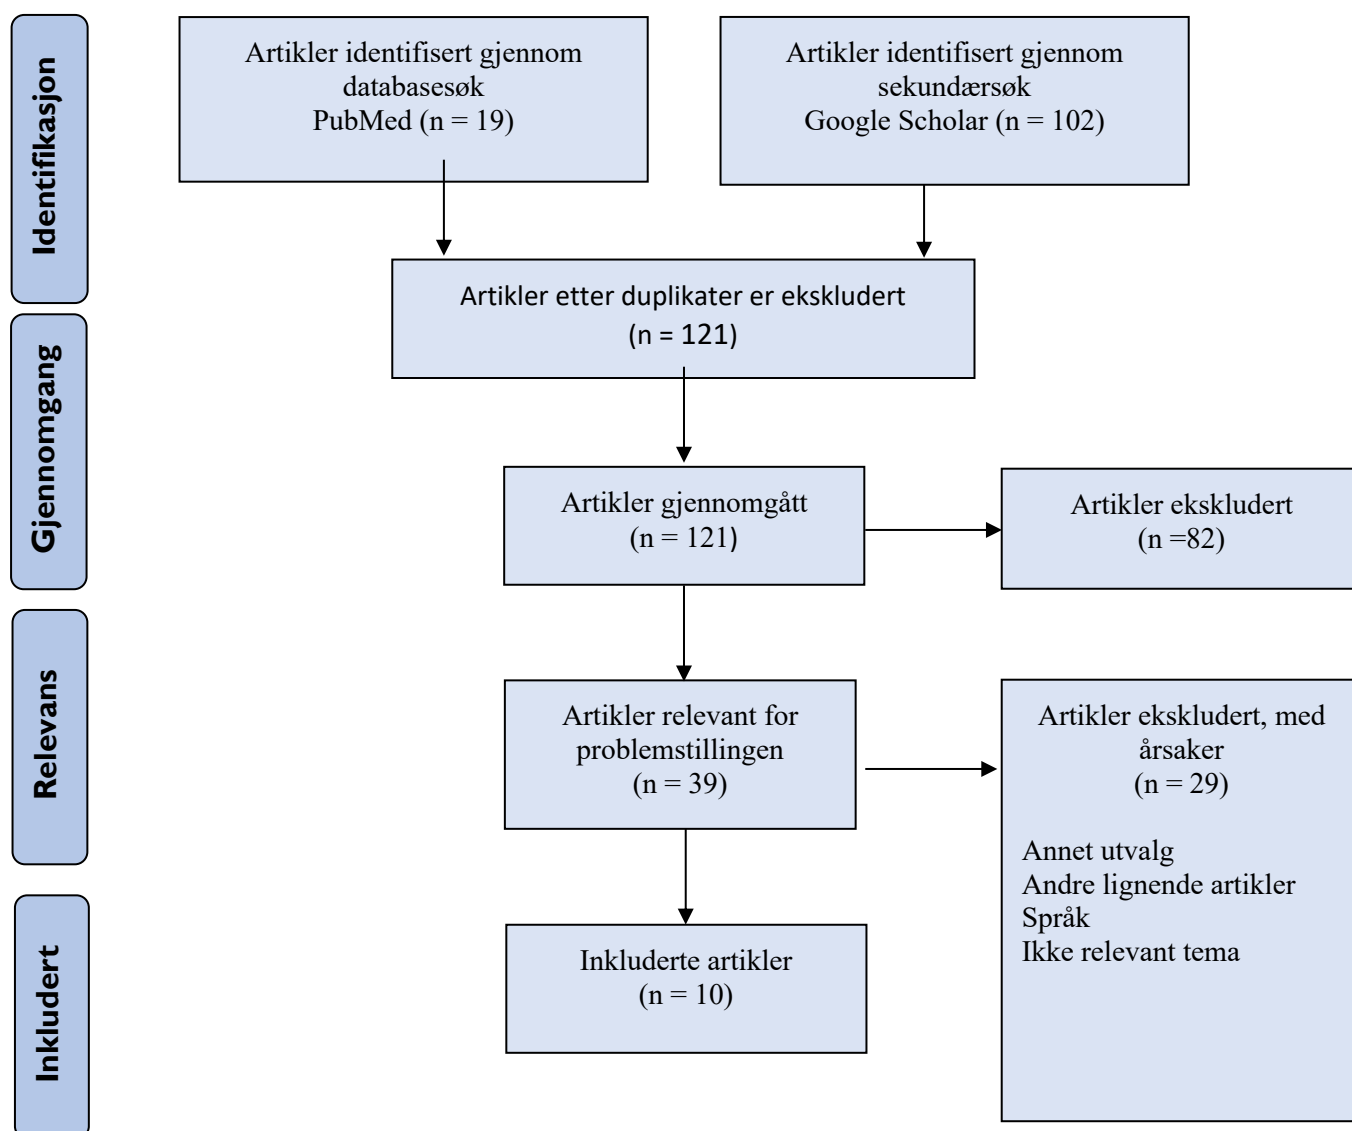 Identifikasjon
Artikler identifisert gjennom
databasesøk
PubMed (n = 19)
Artikler identifisert gjennom
sekundærsøk
Google Scholar (n = 102)
Artikler etter duplikater er ekskludert
(n = 121)
Gjennomgang
Artikler gjennomgått
(n = 121)
Artikler ekskludert
(n =82)
Relevans
Artikler relevant for
problemstillingen
(n = 39)
Artikler ekskludert, med
årsaker
(n = 29)
Annet utvalg
Andre lignende artikler
Språk
Ikke relevant tema
Inkludert
Inkluderte artikler
(n = 10)